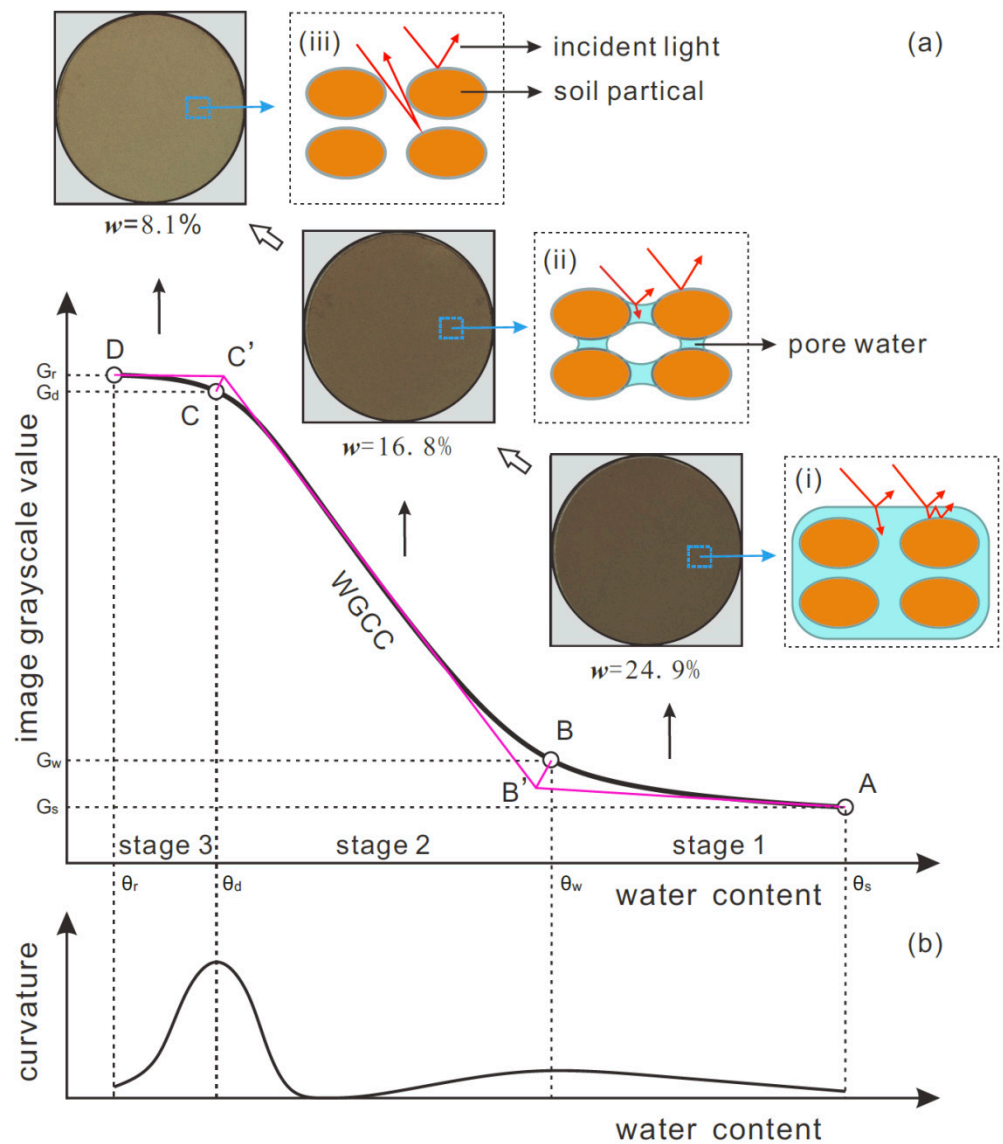 (iii)
incident light
(a)
soil partical
w=8.1%
(ii)
pore water
w=16. 8%
(i)
w=24. 9%
image grayscale value
Gr
Gd
Gw
Gs
D
C'
C
WGCC
B
B'
A
stage 3
stage 2
stage 1
θr
θd
θw
θs
water content
(b)
curvature
water content